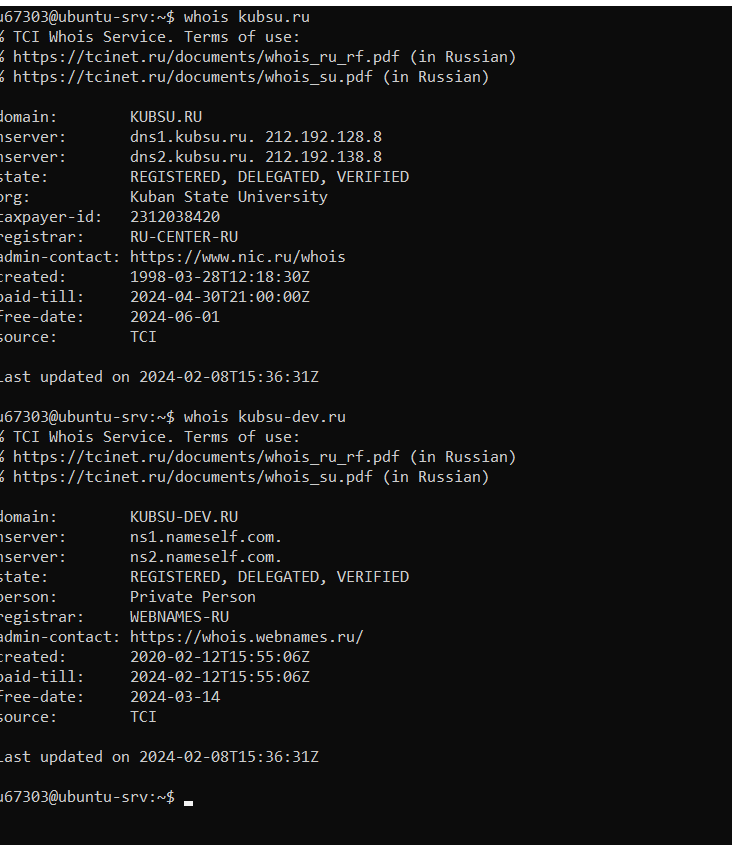 u67303@ubuntu-srv:~$ whois kubsu.ru
% TCI Whois Service. Terms of use:
% https://tcinet.ru/documents/whois_ru_rf.pdf (in Russian)
% https://tcinet.ru/documents/whois_su.pdf (in Russian)

domain:        KUBSU.RU
nserver:       dns1.kubsu.ru. 212.192.128.8
nserver:       dns2.kubsu.ru. 212.192.138.8
state:         REGISTERED, DELEGATED, VERIFIED
org:           Kuban State University
taxpayer-id:   2312038420
registrar:     RU-CENTER-RU
admin-contact: https://www.nic.ru/whois
created:       1998-03-28T12:18:30Z
paid-till:     2024-04-30T21:00:00Z
free-date:     2024-06-01
source:        TCI

Last updated on 2024-02-08T15:36:31Z

u67303@ubuntu-srv:~$ whois kubsu-dev.ru
% TCI Whois Service. Terms of use:
% https://tcinet.ru/documents/whois_ru_rf.pdf (in Russian)
% https://tcinet.ru/documents/whois_su.pdf (in Russian)

domain:        KUBSU-DEV.RU
nserver:       ns1.nameself.com.
nserver:       ns2.nameself.com.
state:         REGISTERED, DELEGATED, VERIFIED
person:        Private Person
registrar:     WEBNAMES-RU
admin-contact: https://whois.webnames.ru/
created:       2020-02-12T15:55:06Z
paid-till:     2024-02-12T15:55:06Z
free-date:     2024-03-14
source:        TCI

Last updated on 2024-02-08T15:36:31Z

u67303@ubuntu-srv:~$